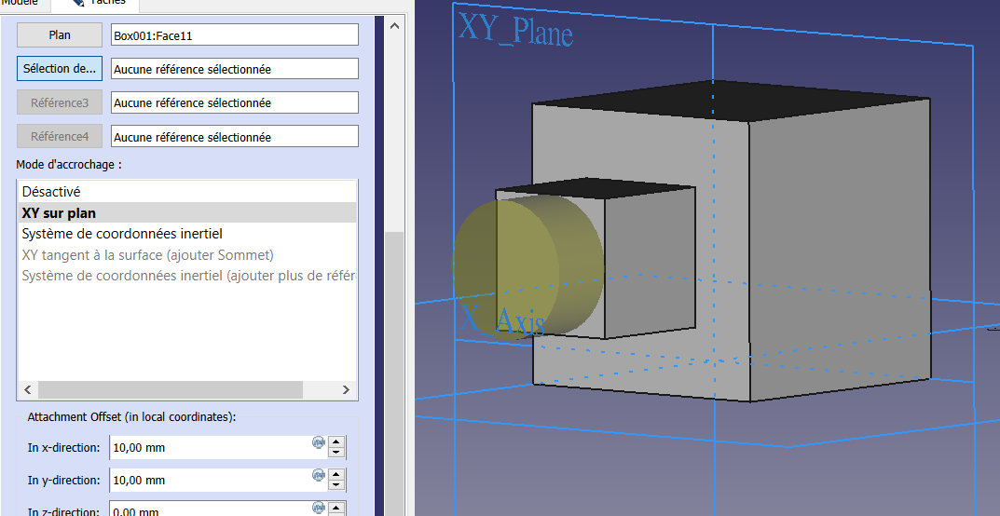 Modèle
Tâches
Plan
Box001:Face11
Sélection de...
Aucune référence sélectionnée
Référence3
Aucune référence sélectionnée
Référence4
Aucune référence sélectionnée
Mode d'accrochage :
Désactivé
XY sur plan
Système de coordonnées inertiel
XY tangent à la surface (ajouter Sommet)
Système de coordonnées inertiel (ajouter plus de référ
Attachment Offset (in local coordinates):
In x-direction:
10,00 mm
In y-direction:
10,00 mm
In z-direction:
0,00 mm
XY_Plane
X_Axis